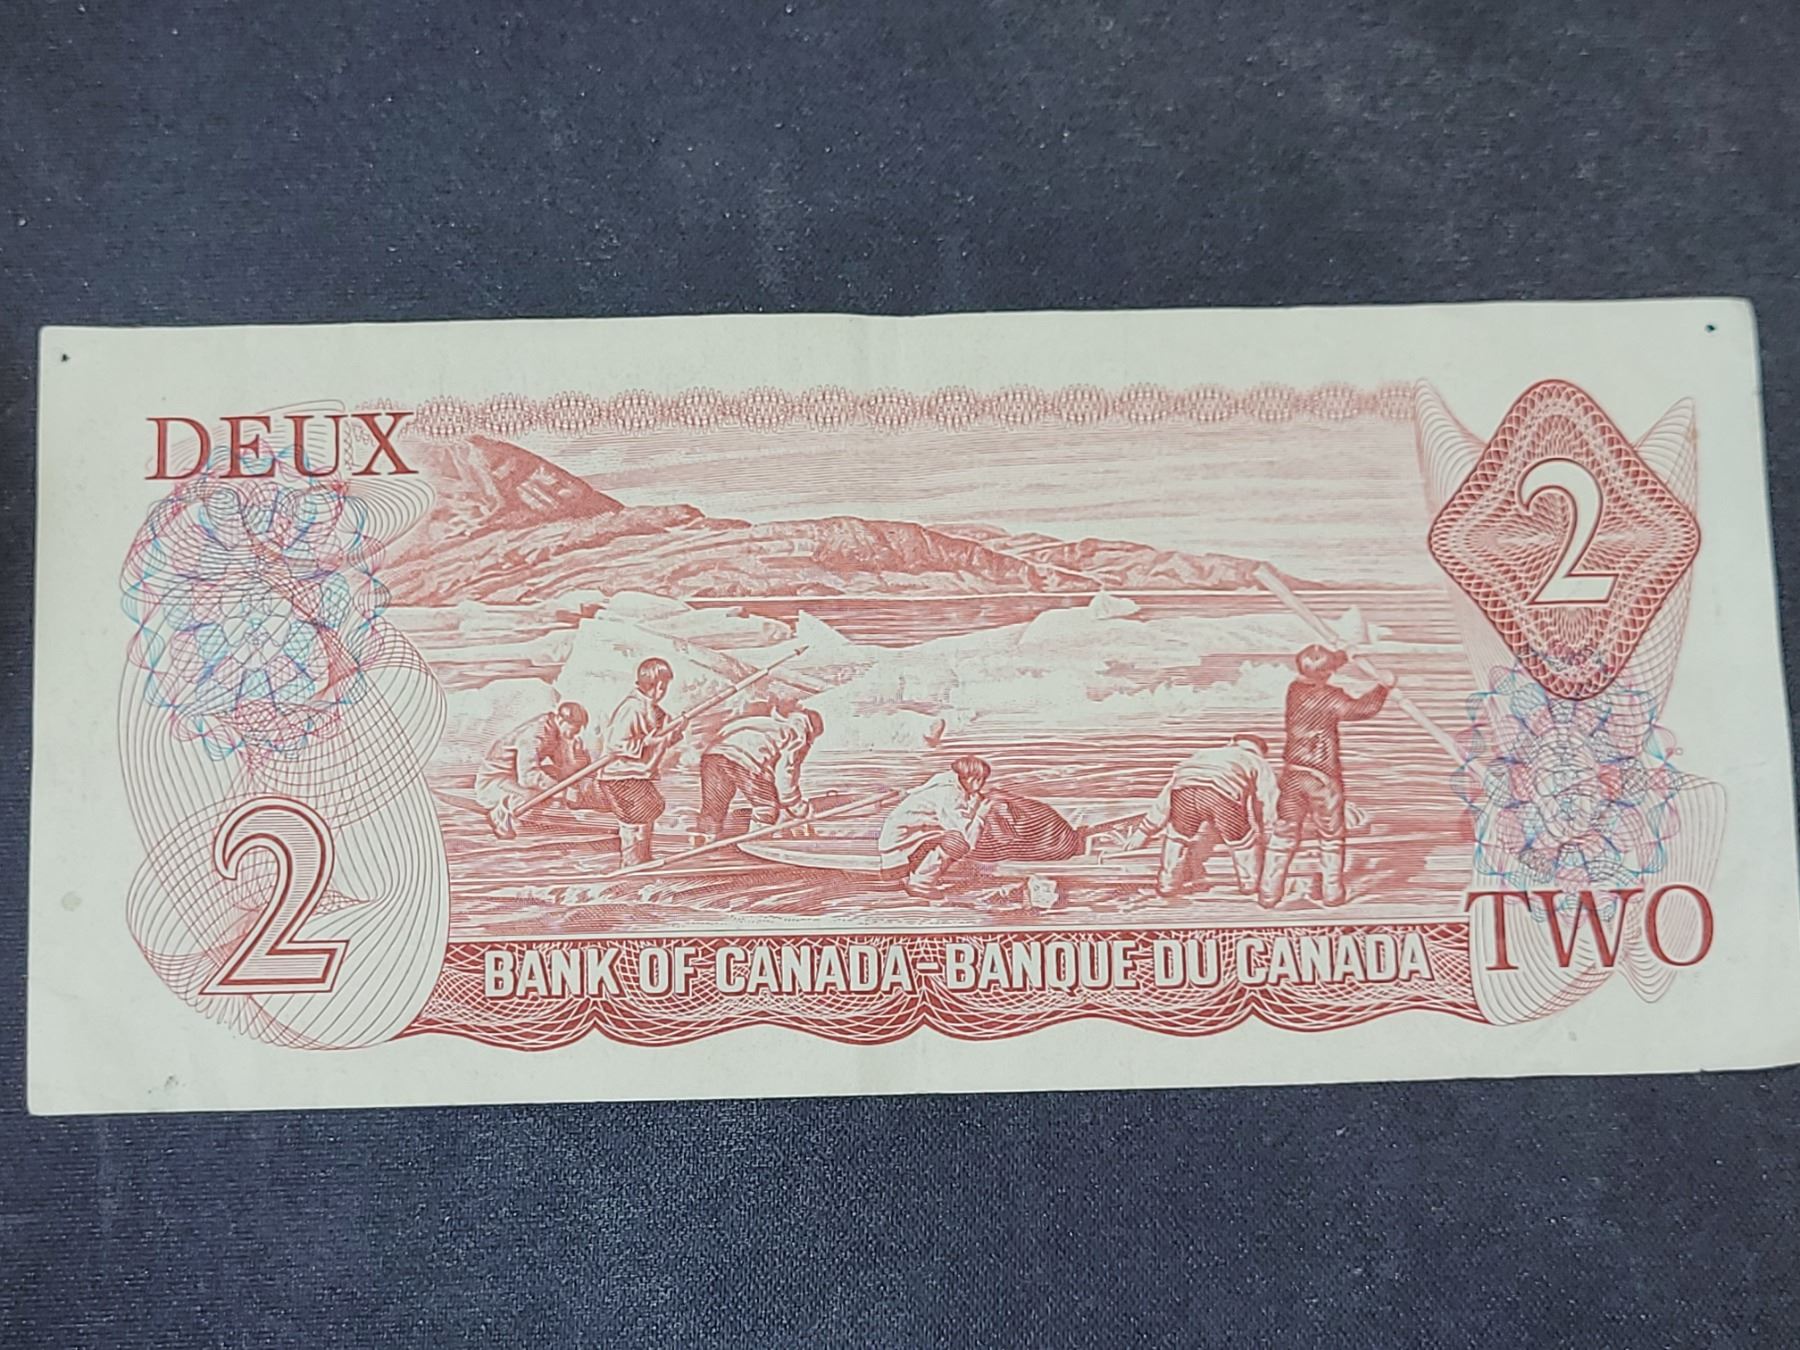 DEUX
2
2
BANK OF CANADA-BANQUE DU CANADA
TWO